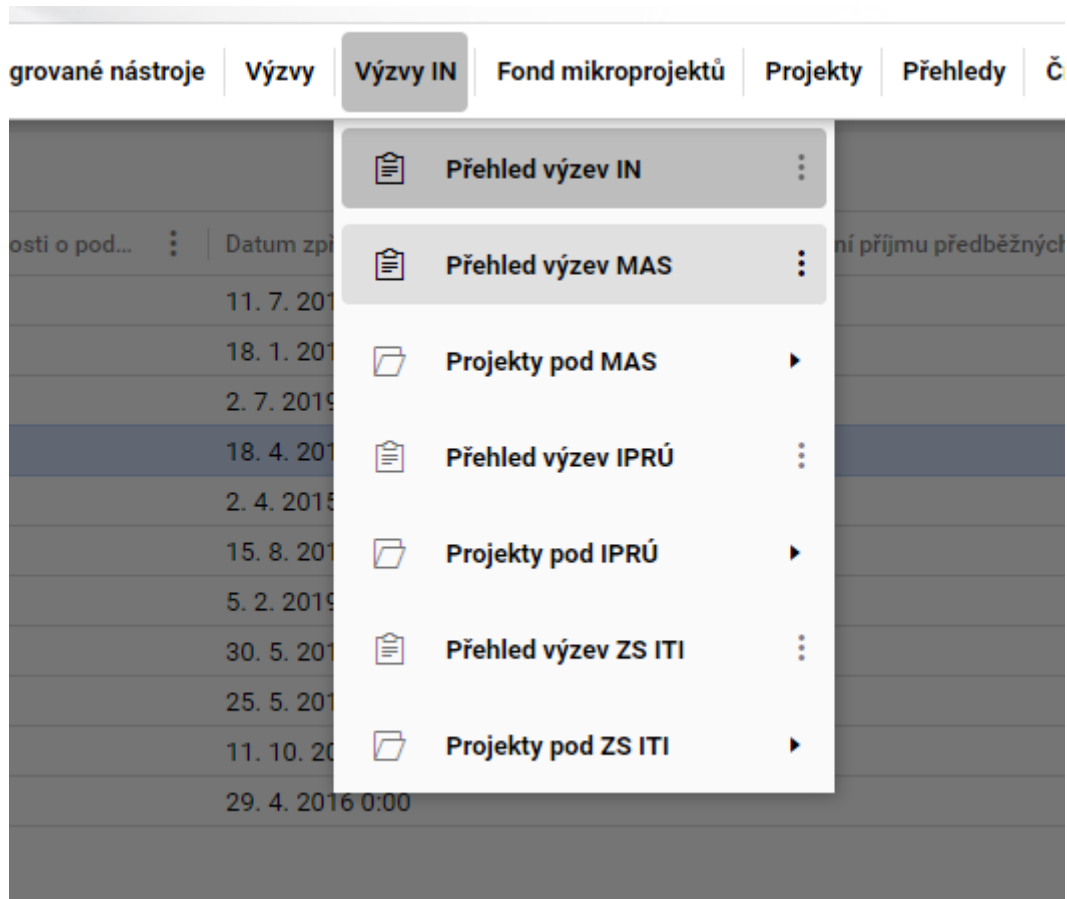 grované nástroje Výzvy Výzvy IN Fond mikroprojektů Projekty Přehledy
Přehled výzev IN
osti o pod... Datum zpř Přehled výzev MAS ní příjmu předběžných
11. 7. 201
18. 1. 201 Projekty pod MAS
2. 7. 2019
18. 4. 201 Přehled výzev IPRÚ
2. 4. 2015
15. 8. 201 Projekty pod IPRÚ
5. 2. 2019
30. 5. 201 Přehled výzev ZS ITI
25. 5. 201
11. 10. 20 Projekty pod ZS ITI
29. 4. 2016 0:00